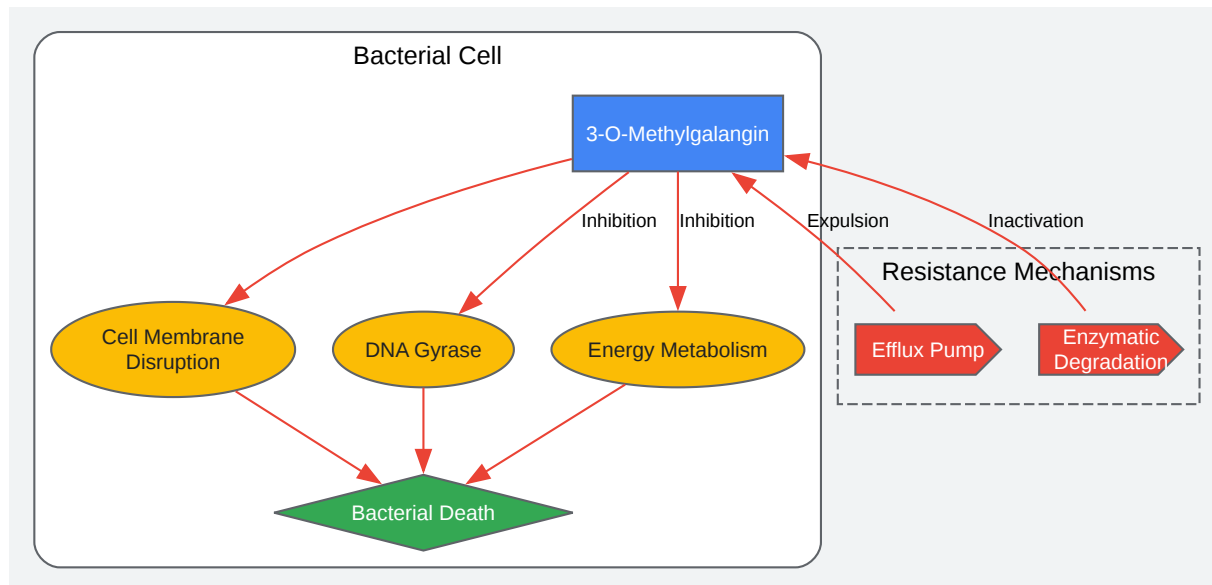 Bacterial Cell
3-O-Methylgalangin
Inhibition
Inhibition
Expulsion
Inactivation
Resistance Mechanisms
Cell Membrane
Disruption
DNA Gyrase
Energy Metabolism
Efflux Pump
Enzymatic
Degradation
Bacterial Death